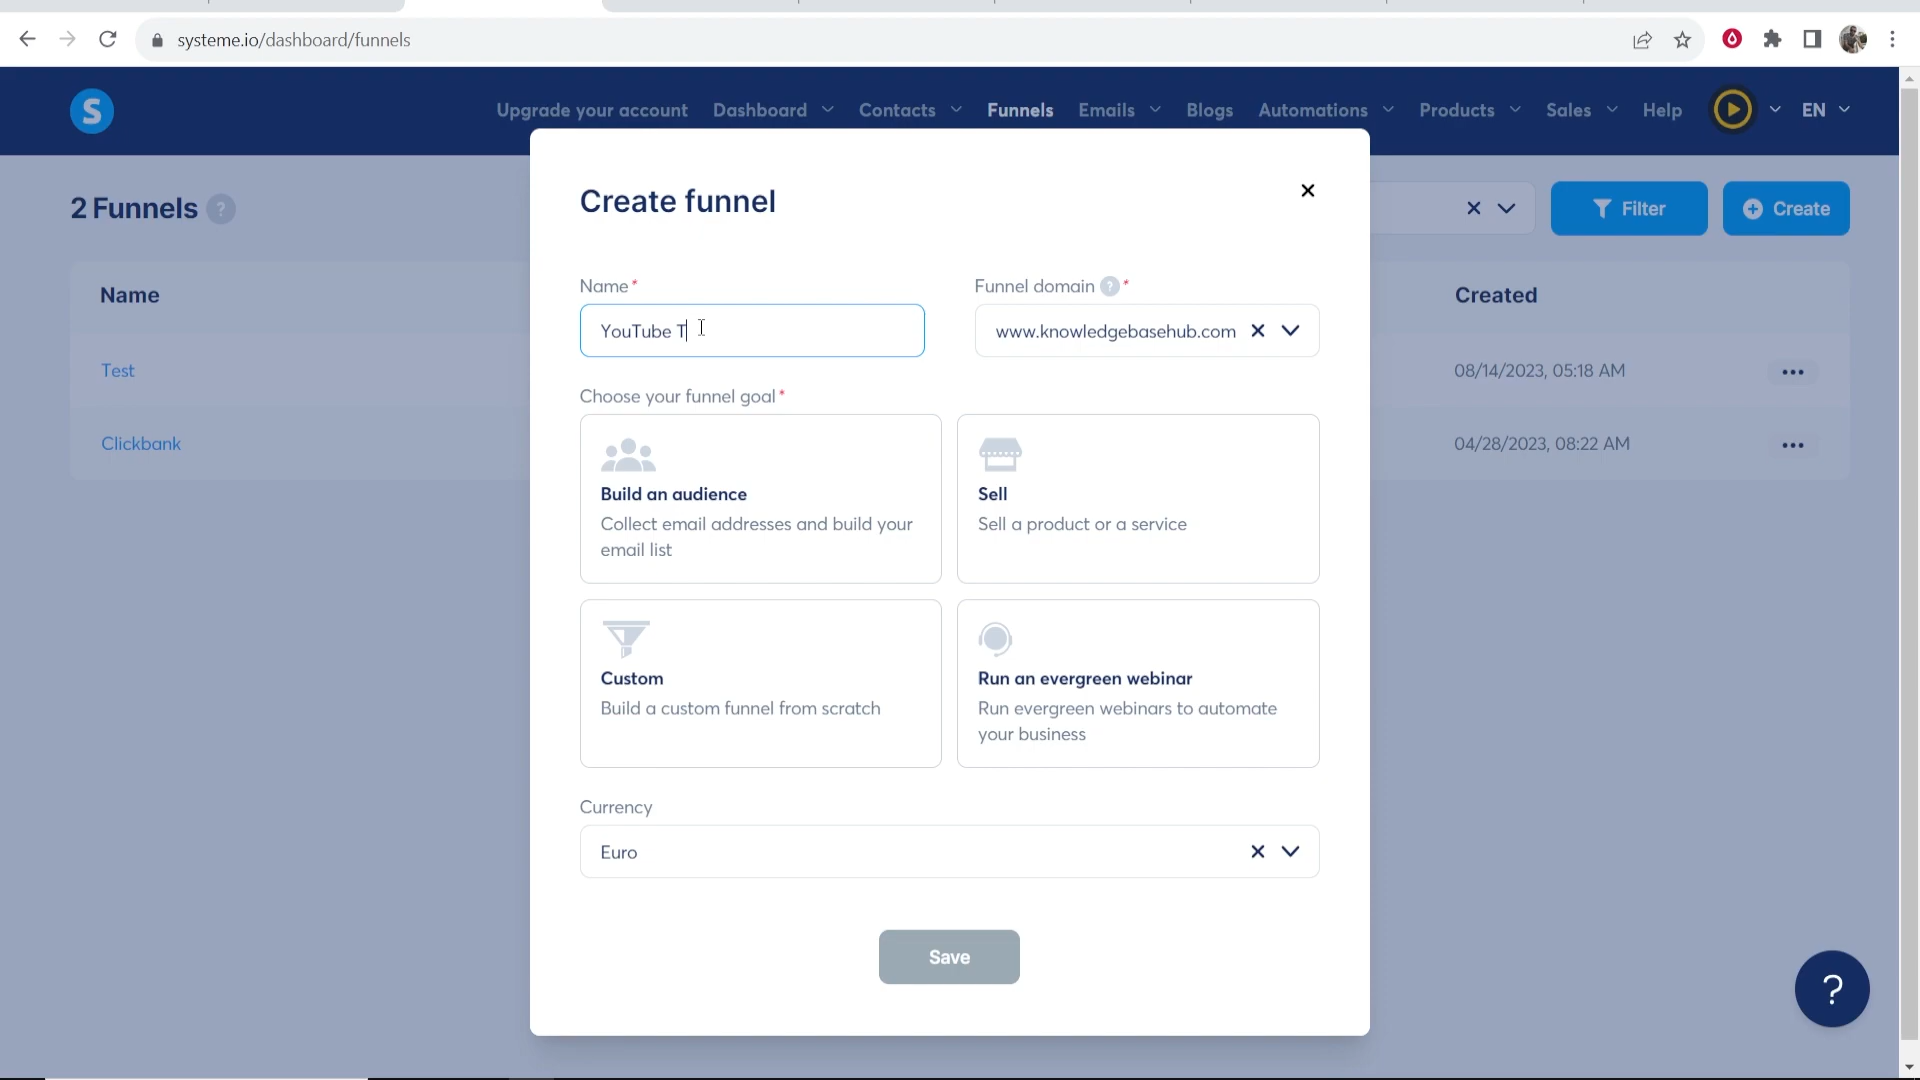 systeme.io/dashboard/funnels
S
Upgrade your account Dashboard Contacts Funnels Emails Blogs Automations Products Sales Help EN
2 Funnels ?
Filter
Create
Name
Created
Test
08/14/2023, 05:18 AM
Clickbank
04/28/2023, 08:22 AM
Create funnel
Name*
Funnel domain ? *
YouTube T
www.knowledgebasehub.com
Choose your funnel goal*
Build an audience
Collect email addresses and build your
email list
Sell
Sell a product or a service
Custom
Build a custom funnel from scratch
Run an evergreen webinar
Run evergreen webinars to automate
your business
Currency
Euro
Save
?